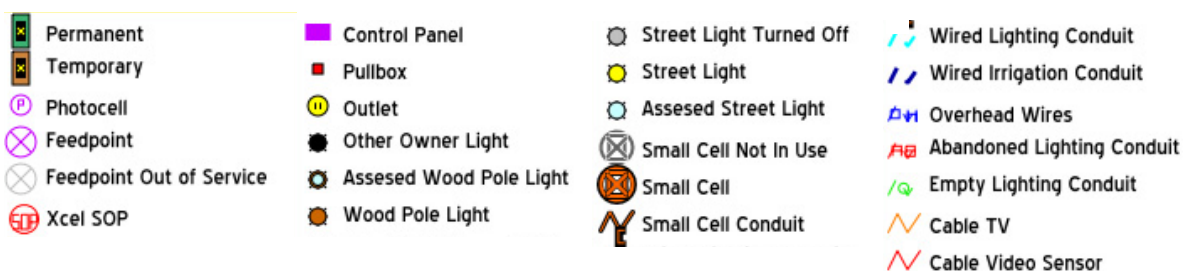 Permanent
Temporary
P Photocell
Feedpoint
Feedpoint Out of Service
SOP Xcel SOP
Control Panel
Pullbox
Outlet
Other Owner Light
Assesed Wood Pole Light
Wood Pole Light
Street Light Turned Off
Street Light
Assesed Street Light
Small Cell Not In Use
Small Cell
Small Cell Conduit
Wired Lighting Conduit
Wired Irrigation Conduit
Overhead Wires
Abandoned Lighting Conduit
Empty Lighting Conduit
Cable TV
Cable Video Sensor